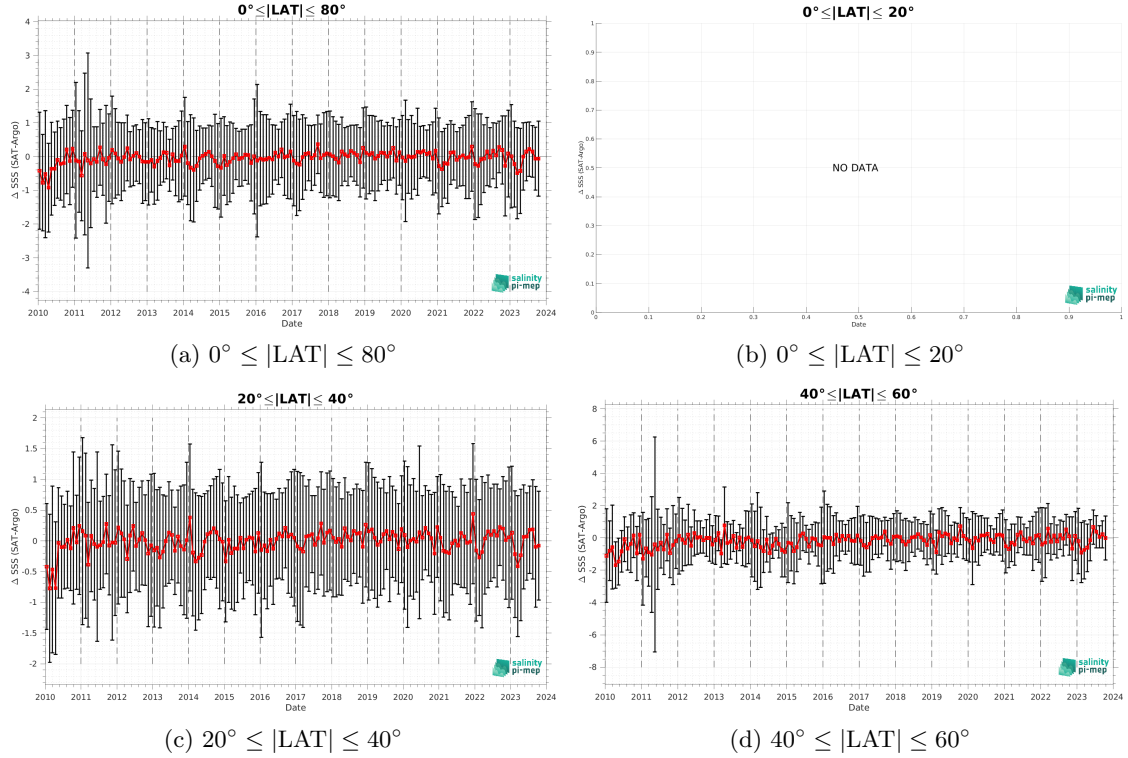 0°≤|LAT|≤ 80°
Δ SSS (SAT-Argo)
4
3
2
1
0
-1
-2
-3
-4
2010 2011 2012 2013 2014 2015 2016 2017 2018 2019 2020 2021 2022 2023 2024
Date
salinity
pi-mep
(a) 0° ≤ |LAT| ≤ 80°
0°≤|LAT|≤ 20°
Δ SSS (SAT-Argo)
1
0.9
0.8
0.7
0.6
0.5
0.4
0.3
0.2
0.1
0
NO DATA
0 0.1 0.2 0.3 0.4 0.5 0.6 0.7 0.8 0.9 1
Date
salinity
pi-mep
(b) 0° ≤ |LAT| ≤ 20°
20°≤|LAT|≤ 40°
Δ SSS (SAT-Argo)
2
1.5
1
0.5
0
-0.5
-1
-1.5
-2
2010 2011 2012 2013 2014 2015 2016 2017 2018 2019 2020 2021 2022 2023 2024
Date
salinity
pi-mep
(c) 20° ≤ |LAT| ≤ 40°
40°≤|LAT|≤ 60°
Δ SSS (SAT-Argo)
8
6
4
2
0
-2
-4
-6
-8
2010 2011 2012 2013 2014 2015 2016 2017 2018 2019 2020 2021 2022 2023 2024
Date
salinity
pi-mep
(d) 40° ≤ |LAT| ≤ 60°